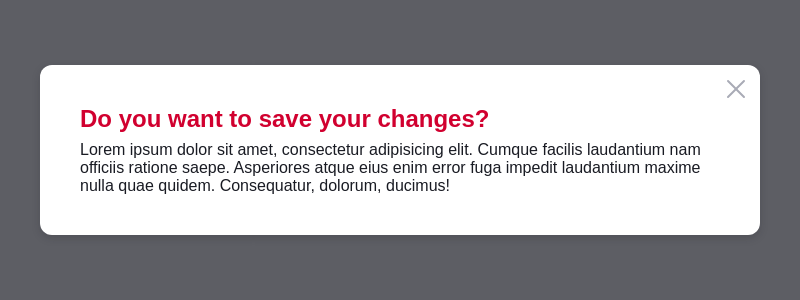 Do you want to save your changes?
Lorem ipsum dolor sit amet, consectetur adipisicing elit. Cumque facilis laudantium nam
officiis ratione saepe. Asperiores atque eius enim error fuga impedit laudantium maxime
nulla quae quidem. Consequatur, dolorum, ducimus!